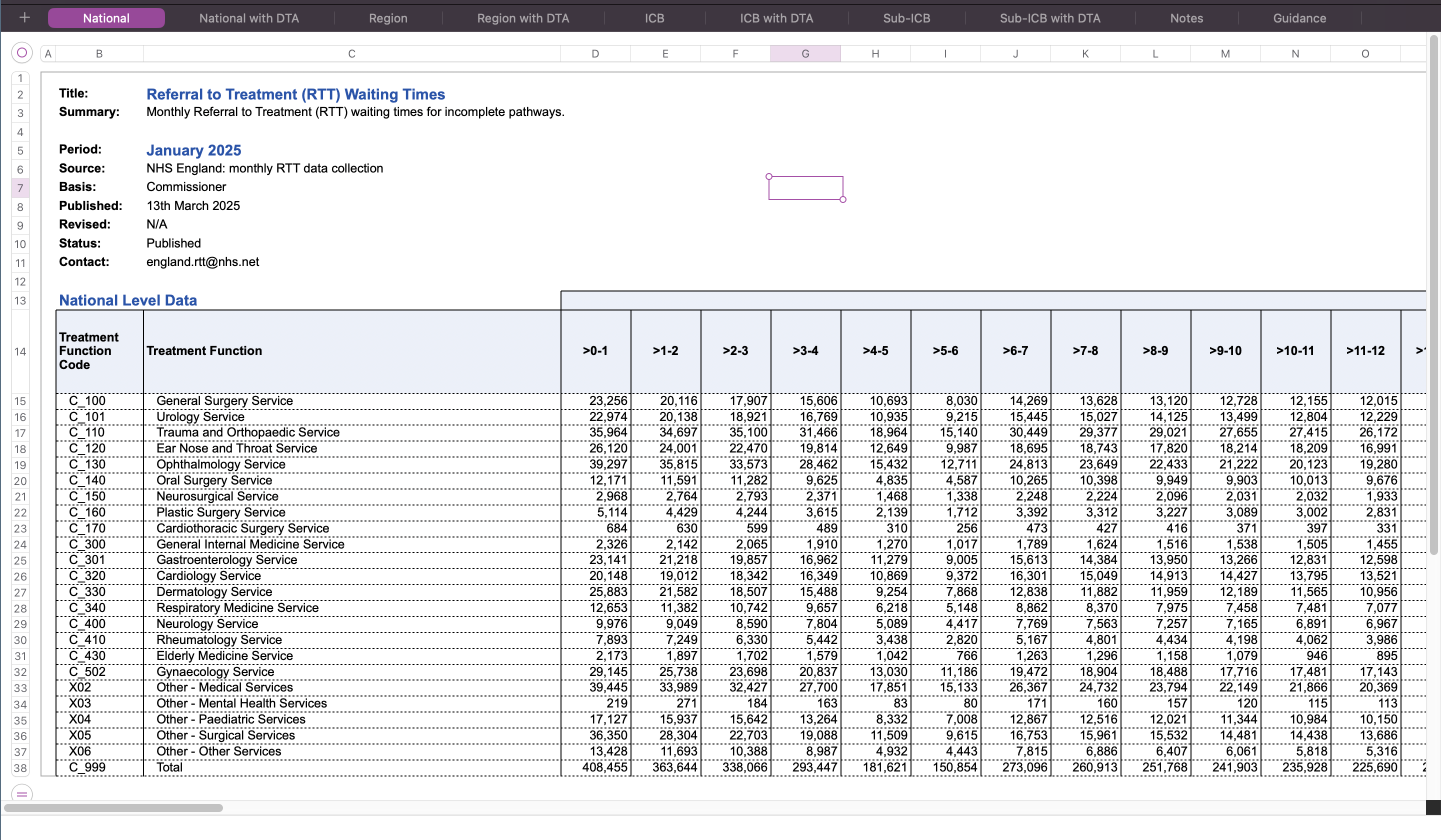 National National with DTA Region Region with DTA ICB ICB with DTA Sub-ICB Sub-ICB with DTA Notes Guidance
A B C D E F G H I J K L M N O
1
2 Title: Referral to Treatment (RTT) Waiting Times
3 Summary: Monthly Referral to Treatment (RTT) waiting times for incomplete pathways.
4
5 Period: January 2025
6 Source: NHS England: monthly RTT data collection
7 Basis: Commissioner
8 Published: 13th March 2025
9 Revised: N/A
10 Status: Published
11 Contact: england.rtt@nhs.net
12
13 National Level Data
14 Treatment Function Code Treatment Function >0-1 >1-2 >2-3 >3-4 >4-5 >5-6 >6-7 >7-8 >8-9 >9-10 >10-11 >11-12
15 C_100 General Surgery Service 23,256 20,116 17,907 15,606 10,693 8,030 14,269 13,628 13,120 12,728 12,155 12,015
16 C_101 Urology Service 22,974 20,138 18,921 16,769 10,935 9,215 15,445 15,027 14,125 13,499 12,804 12,229
17 C_110 Trauma and Orthopaedic Service 35,964 34,697 35,100 31,466 18,964 15,140 30,449 29,377 29,021 27,655 27,415 26,172
18 C_120 Ear Nose and Throat Service 26,120 24,001 22,470 19,814 12,649 9,987 18,695 18,743 17,820 18,214 18,209 16,991
19 C_130 Ophthalmology Service 39,297 35,815 33,573 28,462 15,432 12,711 24,813 23,649 22,433 21,222 20,123 19,280
20 C_140 Oral Surgery Service 12,171 11,591 11,282 9,625 4,835 4,587 10,265 10,398 9,949 9,903 10,013 9,676
21 C_150 Neurosurgical Service 2,968 2,764 2,793 2,371 1,468 1,338 2,248 2,224 2,096 2,031 2,032 1,933
22 C_160 Plastic Surgery Service 5,114 4,429 4,244 3,615 2,139 1,712 3,392 3,312 3,227 3,089 3,002 2,831
23 C_170 Cardiothoracic Surgery Service 684 630 599 489 310 256 473 427 416 371 397 331
24 C_300 General Internal Medicine Service 2,326 2,142 2,065 1,910 1,270 1,017 1,789 1,624 1,516 1,538 1,505 1,455
25 C_301 Gastroenterology Service 23,141 21,218 19,857 16,962 11,279 9,005 15,613 14,384 13,950 13,266 12,831 12,598
26 C_320 Cardiology Service 20,148 19,012 18,342 16,349 10,869 9,372 16,301 15,049 14,913 14,427 13,795 13,521
27 C_330 Dermatology Service 25,883 21,582 18,507 15,488 9,254 7,868 12,838 11,882 11,959 12,189 11,565 10,956
28 C_340 Respiratory Medicine Service 12,653 11,382 10,742 9,657 6,218 5,148 8,862 8,370 7,975 7,458 7,481 7,077
29 C_400 Neurology Service 9,976 9,049 8,590 7,804 5,089 4,417 7,769 7,563 7,257 7,165 6,891 6,967
30 C_410 Rheumatology Service 7,893 7,249 6,330 5,442 3,438 2,820 5,167 4,801 4,434 4,198 4,062 3,986
31 C_430 Elderly Medicine Service 2,173 1,897 1,702 1,579 1,042 766 1,263 1,296 1,158 1,079 946 895
32 C_502 Gynaecology Service 29,145 25,738 23,698 20,837 13,030 11,186 19,472 18,904 18,488 17,716 17,481 17,143
33 X02 Other - Medical Services 39,445 33,989 32,427 27,700 17,851 15,133 26,367 24,732 23,794 22,149 21,866 20,369
34 X03 Other - Mental Health Services 219 271 184 163 83 80 171 160 157 120 115 113
35 X04 Other - Paediatric Services 17,127 15,937 15,642 13,264 8,332 7,008 12,867 12,516 12,021 11,344 10,984 10,150
36 X05 Other - Surgical Services 36,350 28,304 22,703 19,088 11,509 9,615 16,753 15,961 15,532 14,481 14,438 13,686
37 X06 Other - Other Services 13,428 11,693 10,388 8,987 4,932 4,443 7,815 6,886 6,407 6,061 5,818 5,316
38 C_999 Total 408,455 363,644 338,066 293,447 181,621 150,854 273,096 260,913 251,768 241,903 235,928 225,690